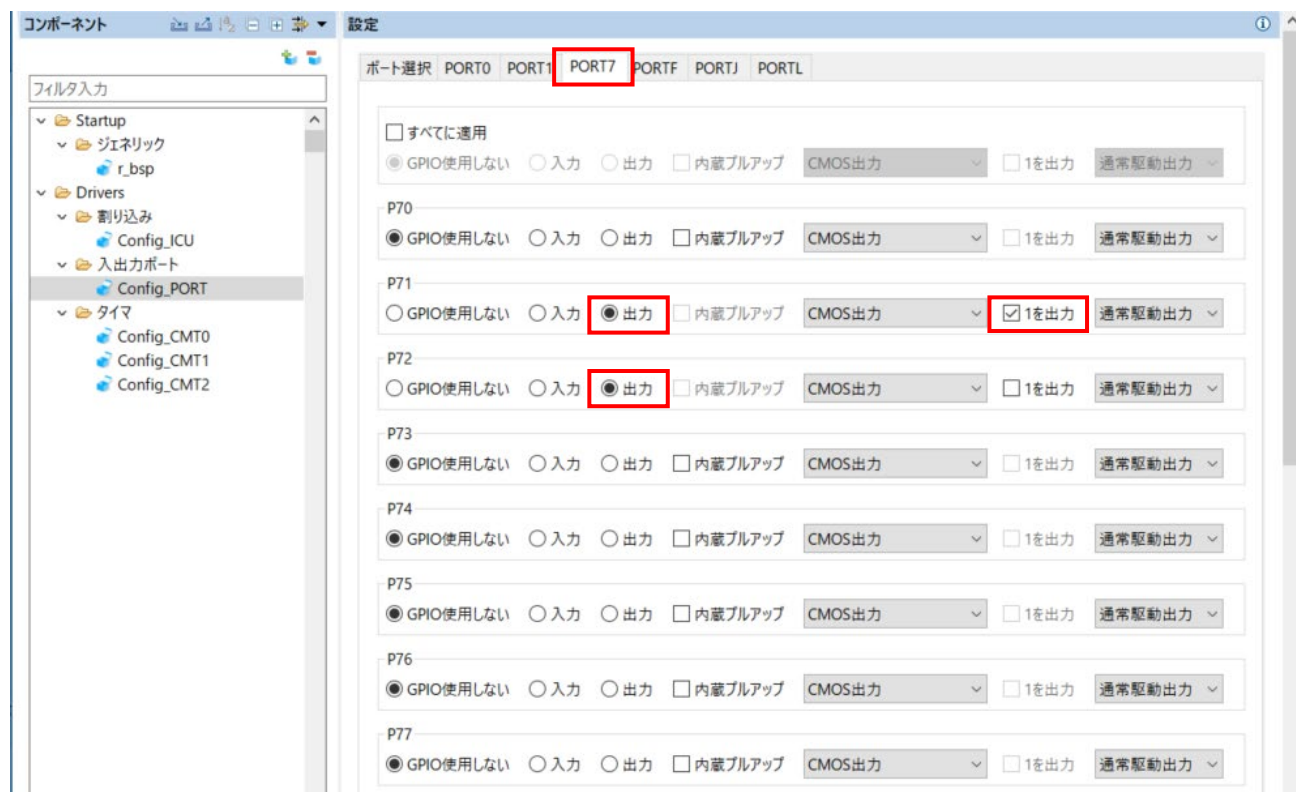 コンポーネント
設定
フィルタ入力
Startup
ジェネリック
r_bsp
Drivers
割り込み
Config_ICU
入出力ポート
Config_PORT
タイマ
Config_CMT0
Config_CMT1
Config_CMT2
ポート選択 PORT0 PORT1 PORT7 PORTF PORTJ PORTL
すべてに適用
GPIO使用しない 入力 出力 内蔵プルアップ CMOS出力 1を出力 通常駆動出力
P70
GPIO使用しない 入力 出力 内蔵プルアップ CMOS出力 1を出力 通常駆動出力
P71
GPIO使用しない 入力 出力 内蔵プルアップ CMOS出力 1を出力 通常駆動出力
P72
GPIO使用しない 入力 出力 内蔵プルアップ CMOS出力 1を出力 通常駆動出力
P73
GPIO使用しない 入力 出力 内蔵プルアップ CMOS出力 1を出力 通常駆動出力
P74
GPIO使用しない 入力 出力 内蔵プルアップ CMOS出力 1を出力 通常駆動出力
P75
GPIO使用しない 入力 出力 内蔵プルアップ CMOS出力 1を出力 通常駆動出力
P76
GPIO使用しない 入力 出力 内蔵プルアップ CMOS出力 1を出力 通常駆動出力
P77
GPIO使用しない 入力 出力 内蔵プルアップ CMOS出力 1を出力 通常駆動出力